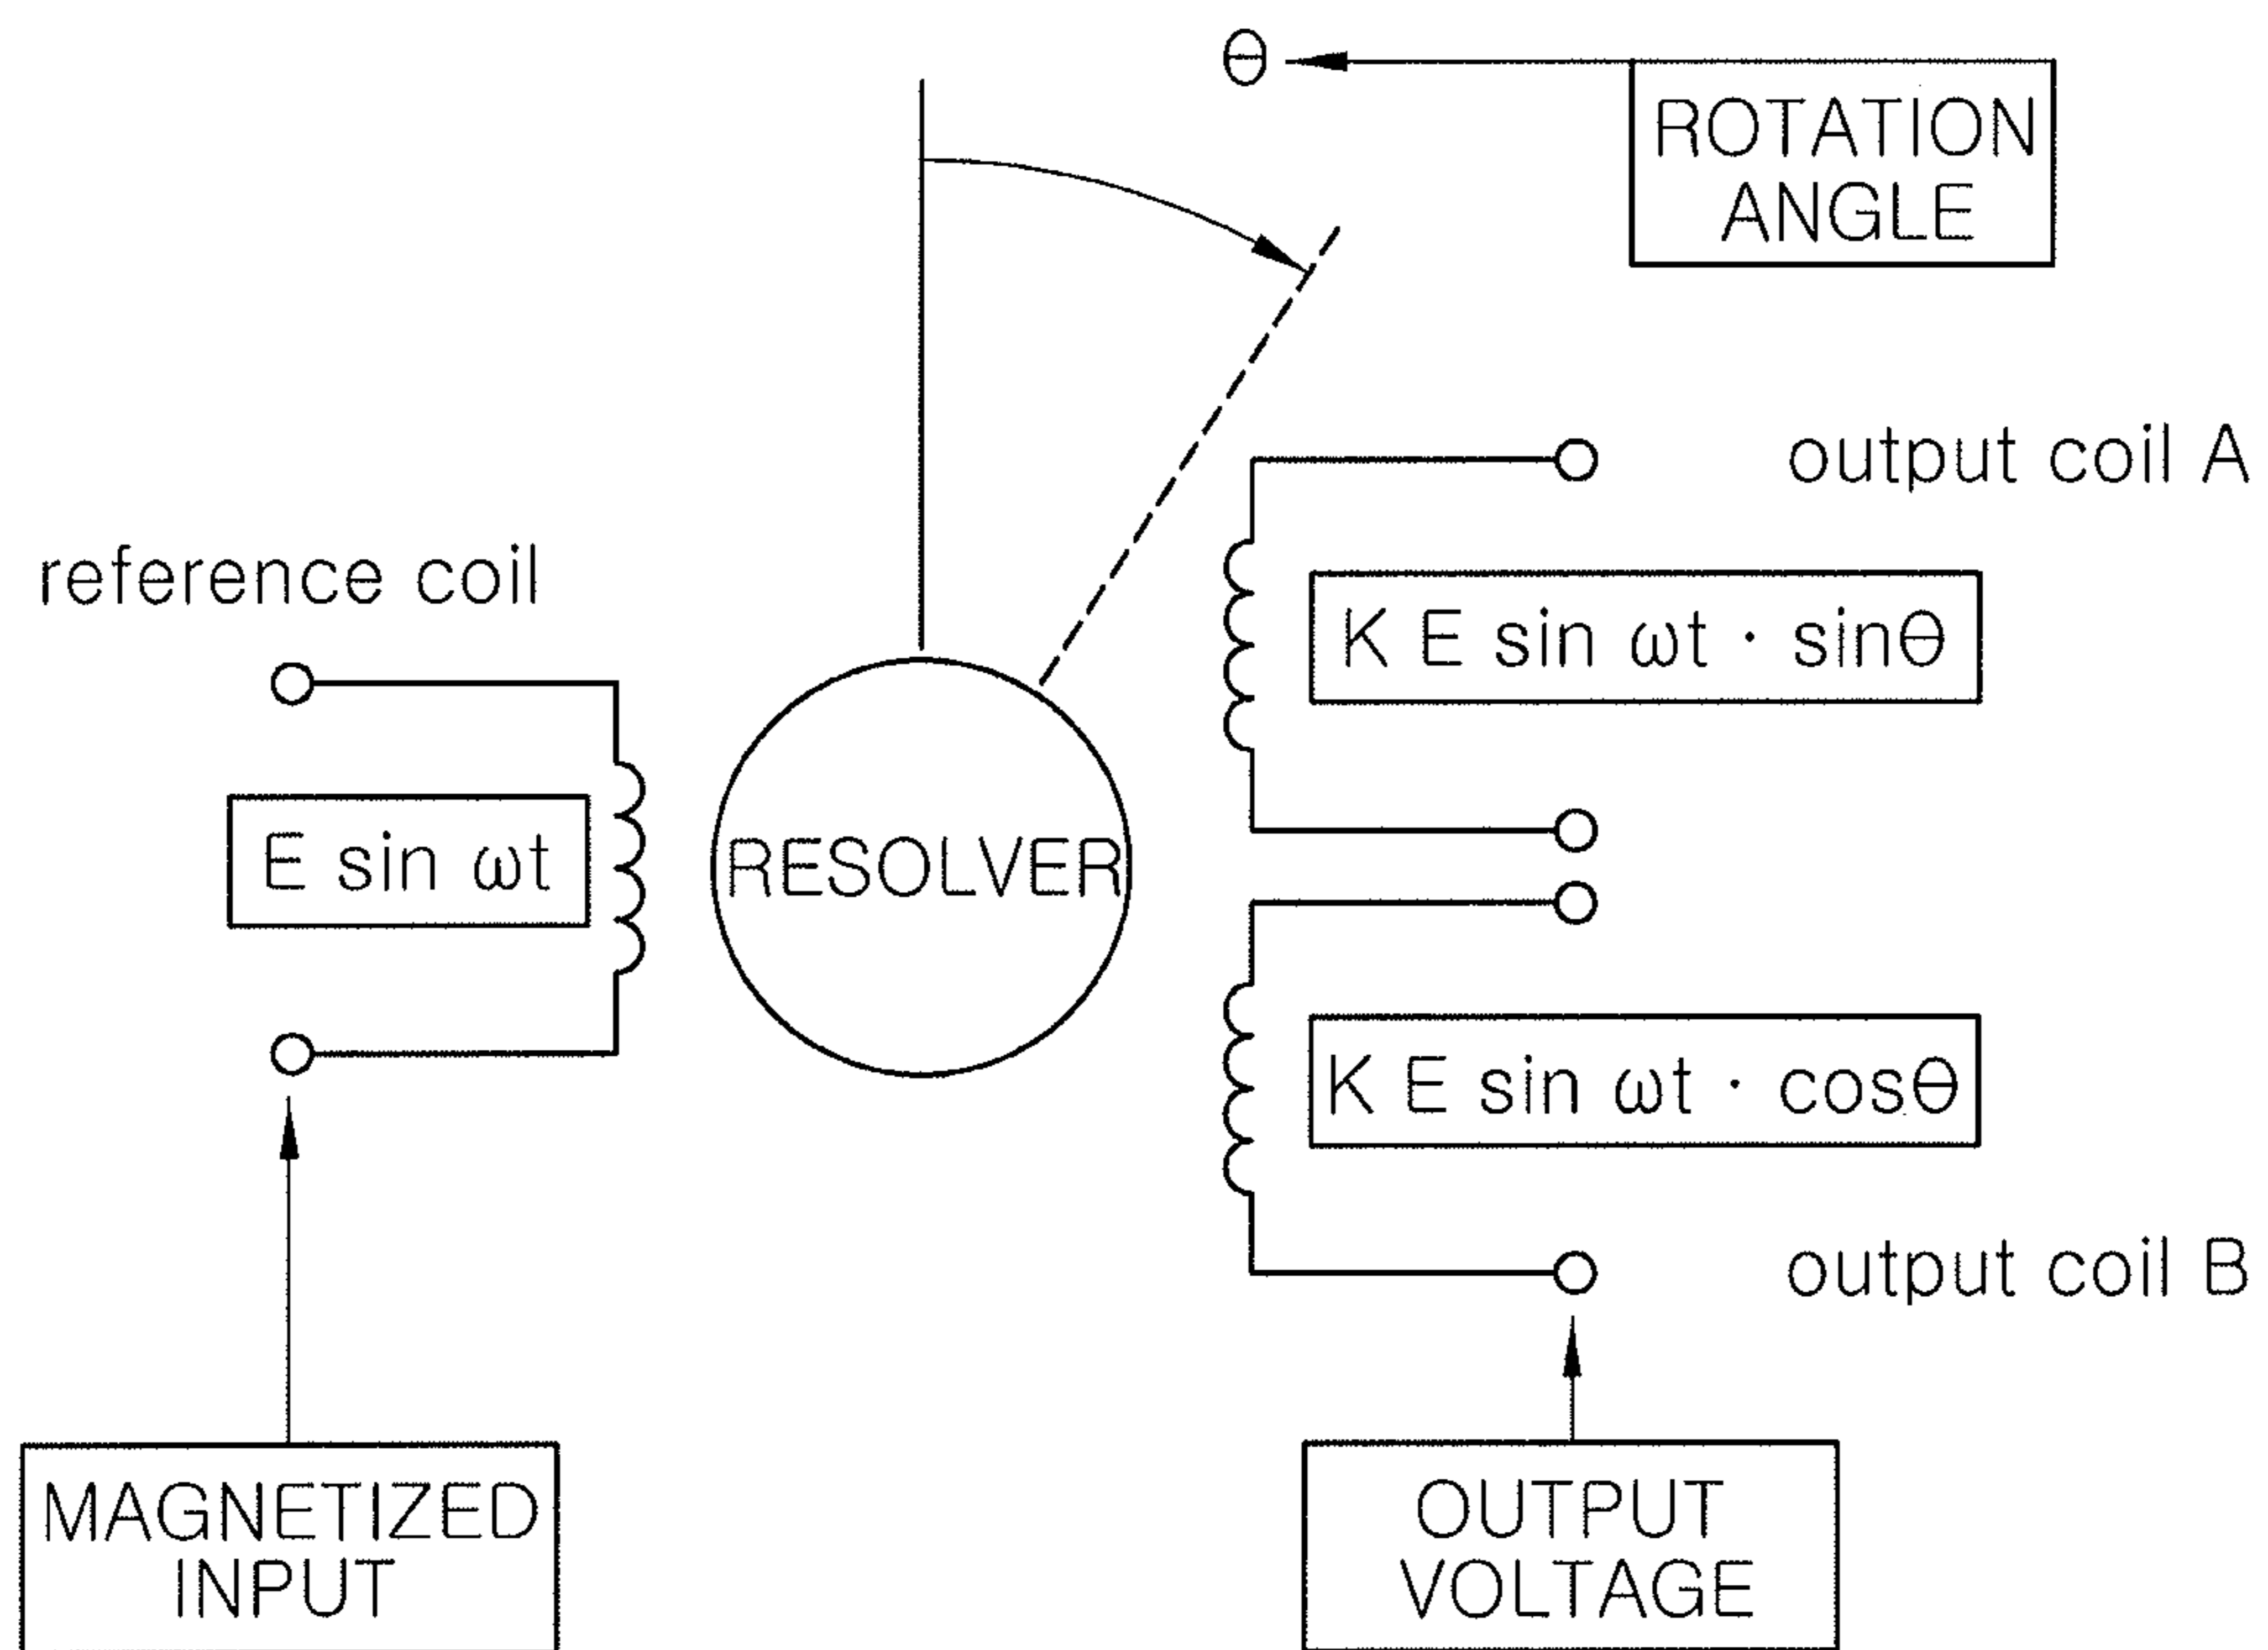 θ
ROTATION
ANGLE
output coil A
reference coil
K E sin ωt · sinθ
E sin ωt
RESOLVER
K E sin ωt · cosθ
output coil B
MAGNETIZED
INPUT
OUTPUT
VOLTAGE